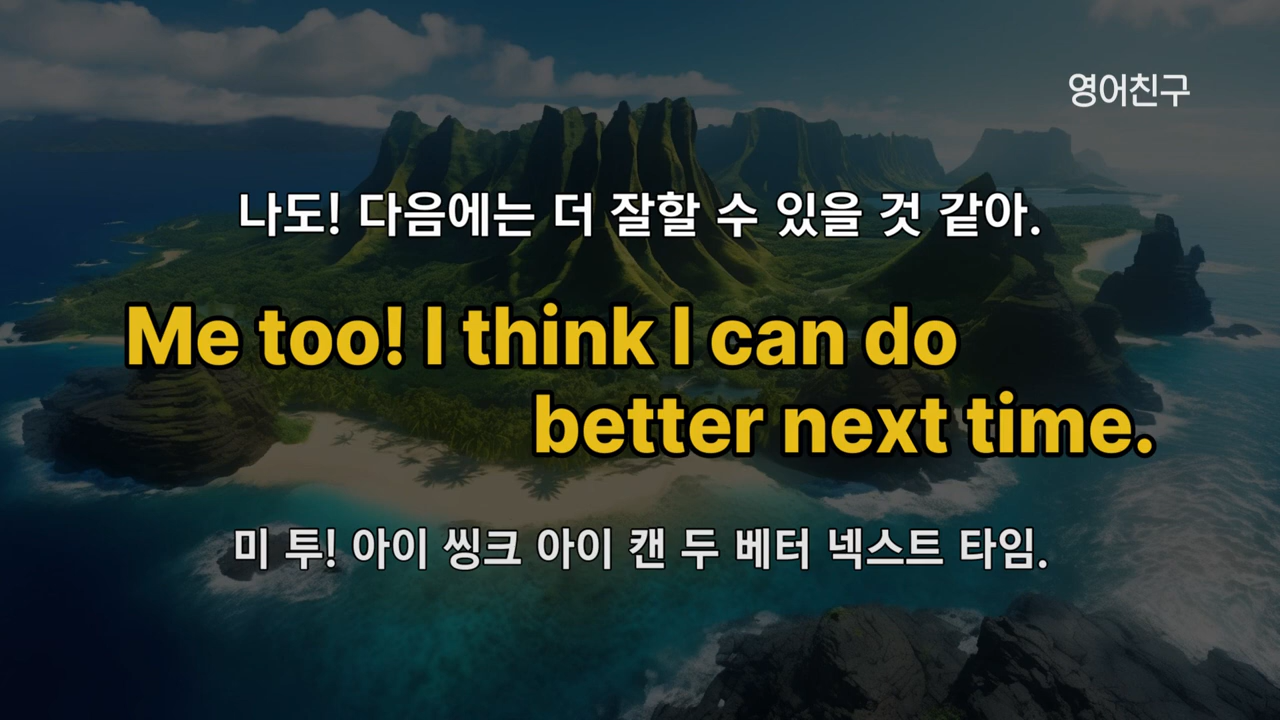 영어친구
나도! 다음에는 더 잘할 수 있을 것 같아.
Me too! I think I can do
better next time.
미 투! 아이 씽크 아이 캔 두 베터 넥스트 타임.